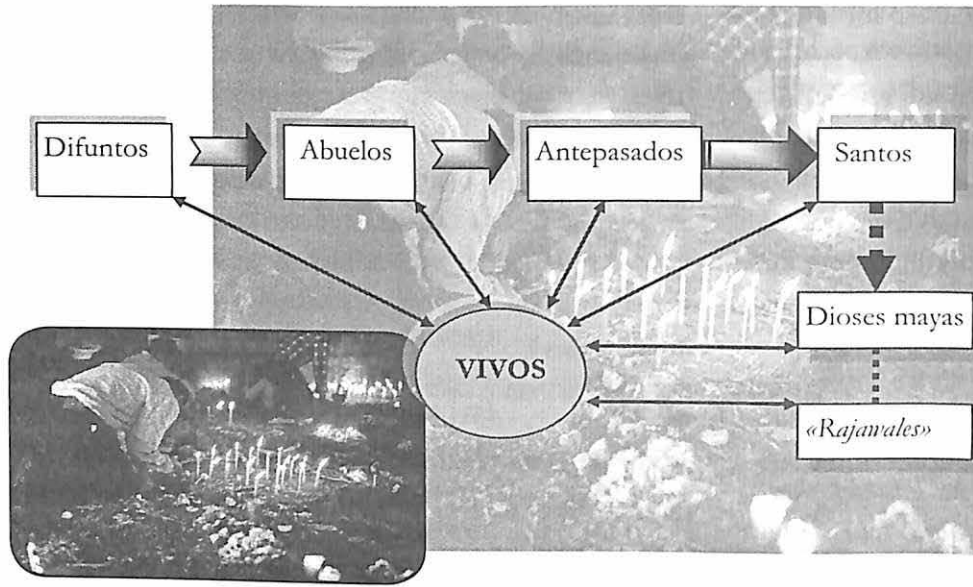 Difuntos
Abuelos
Antepasados
Santos
Dioses mayas
VIVOS
«Rajawales»